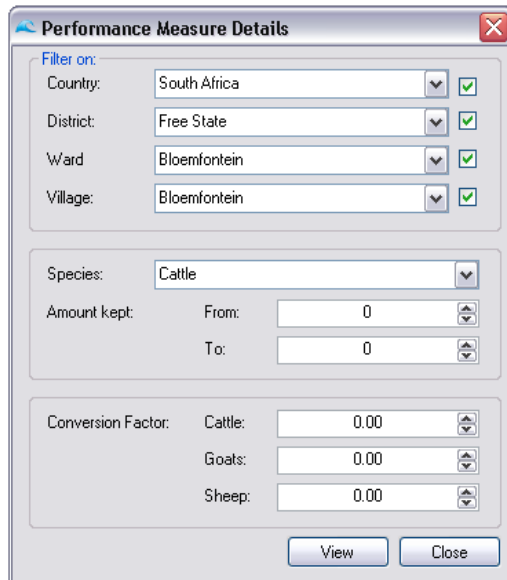 Performance Measure Details
Filter on:
Country: South Africa
District: Free State
Ward Bloemfontein
Village: Bloemfontein
Species: Cattle
Amount kept: From: 0
To: 0
Conversion Factor: Cattle: 0.00
Goats: 0.00
Sheep: 0.00
View Close